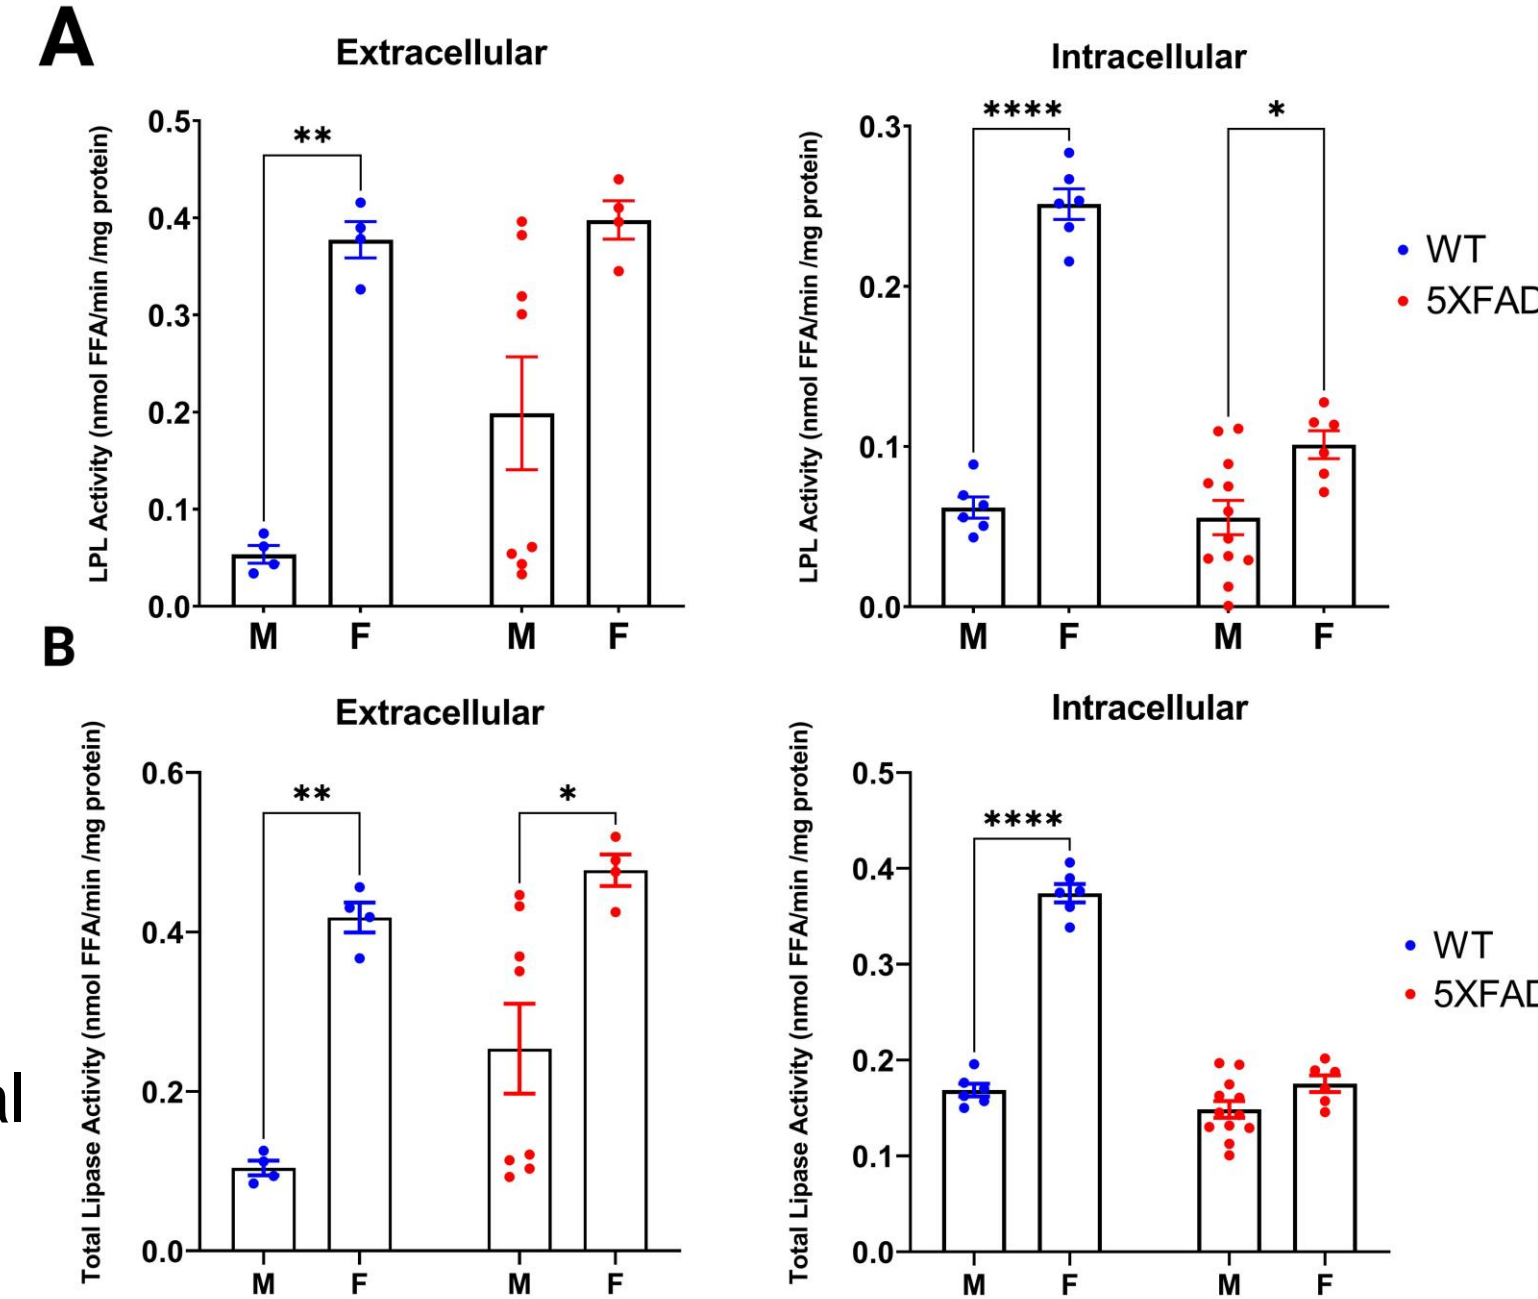 A
Extracellular
Intracellular
LPL Activity (nmol FFA/min /mg protein)
0.5
0.4
0.3
0.2
0.1
0.0
**
M F M F
LPL Activity (nmol FFA/min /mg protein)
0.3
0.2
0.1
0.0
**** *
M F M F
WT
5XFAD
B
Extracellular
Intracellular
Total Lipase Activity (nmol FFA/min /mg protein)
0.6
0.4
0.2
0.0
** *
M F M F
Total Lipase Activity (nmol FFA/min /mg protein)
0.5
0.4
0.3
0.2
0.1
0.0
****
M F M F
WT
5XFAD
al